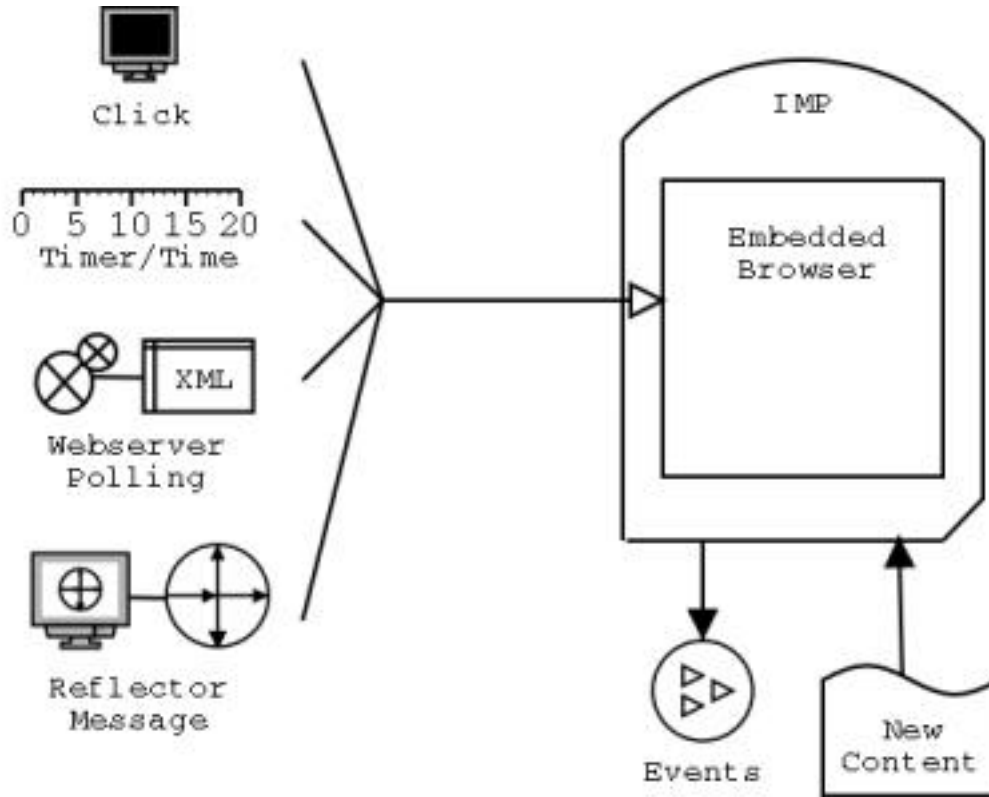 Click
0 5 10 15 20
Timer/Time
XML
Webserver
Polling
Reflector
Message
IMP
Embedded
Browser
Events
New
Content